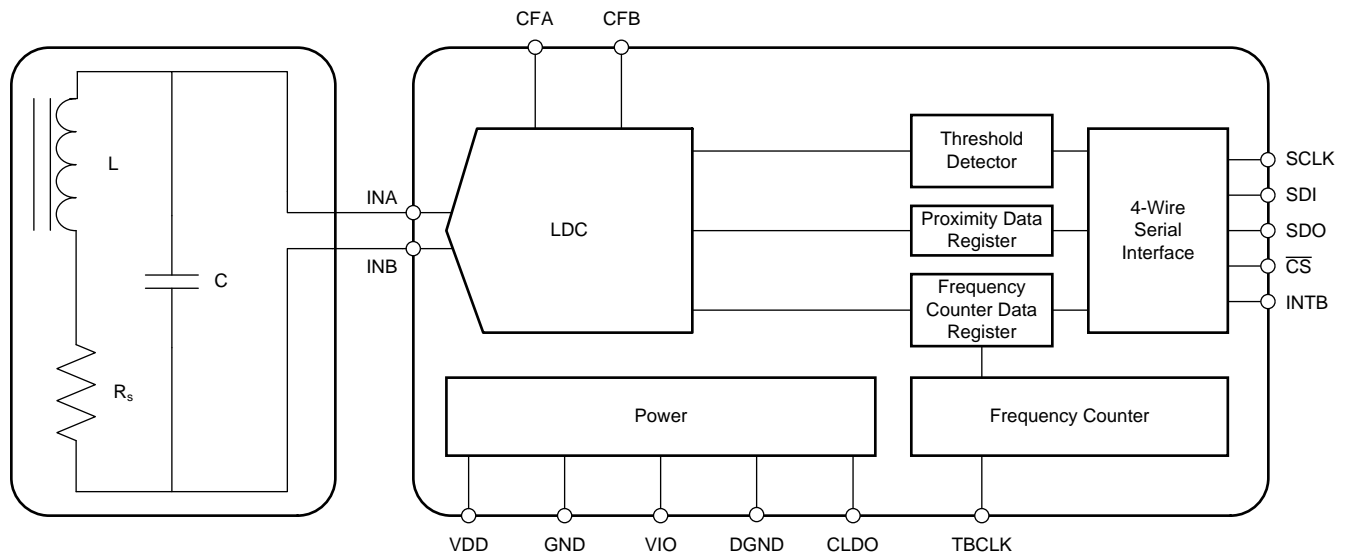 CFA
CFB
L
C
Rs
INA
INB
LDC
Threshold
Detector
Proximity Data
Register
Frequency
Counter Data
Register
4-Wire
Serial
Interface
SCLK
SDI
SDO
CS
INTB
Power
Frequency Counter
VDD
GND
VIO
DGND
CLDO
TBCLK